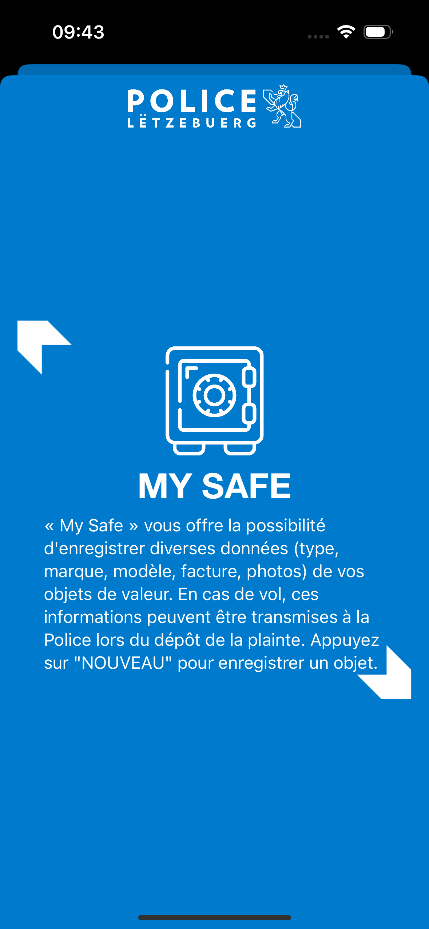 09:43
POLICE
LËTZEBUERG
MY SAFE
« My Safe » vous offre la possibilité
d'enregistrer diverses données (type,
marque, modèle, facture, photos) de vos
objets de valeur. En cas de vol, ces
informations peuvent être transmises à la
Police lors du dépôt de la plainte. Appuyez
sur "NOUVEAU" pour enregistrer un objet.